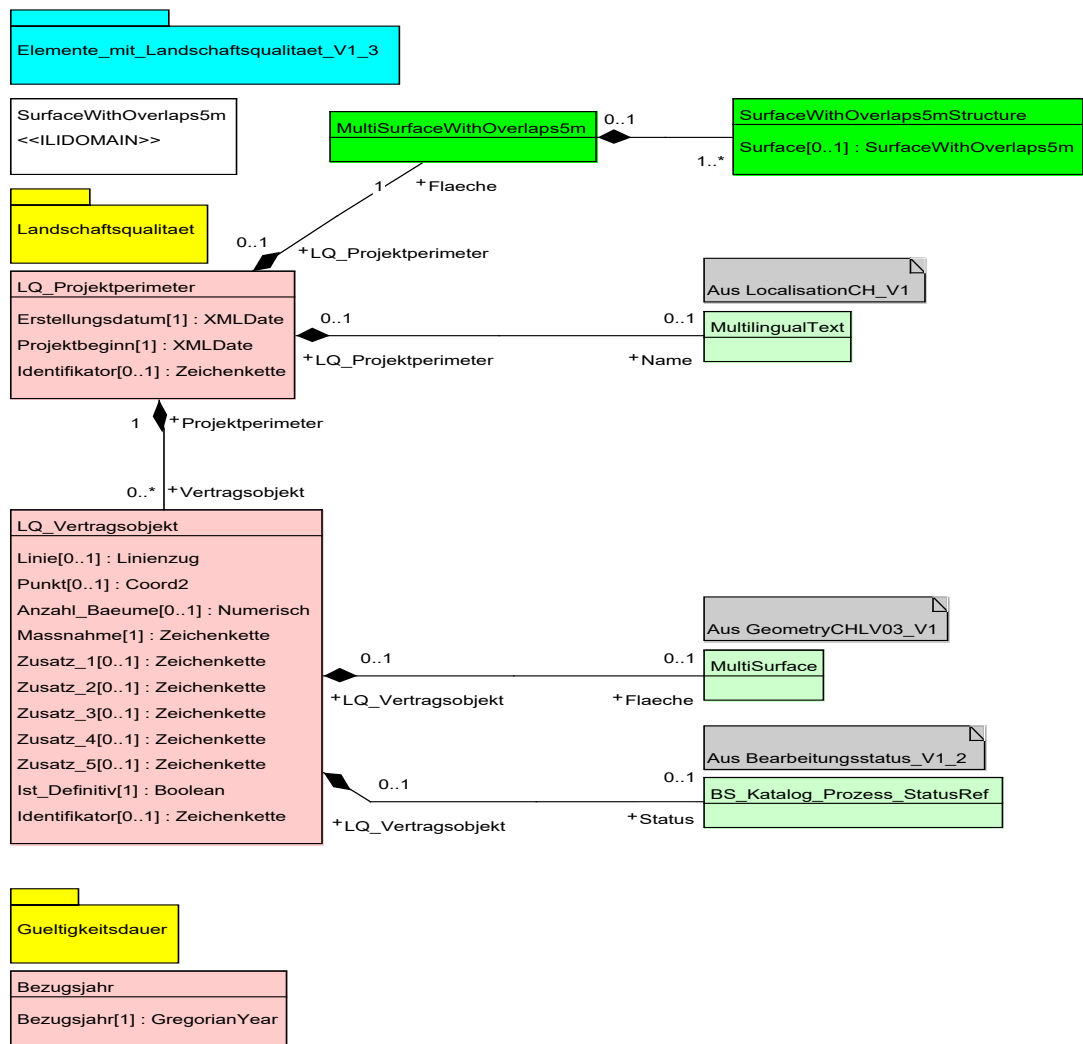 Elemente_mit_Landschaftsqualitaet_V1_3
SurfaceWithOverlaps5m
<<ILIDOMAIN>>
MultiSurfaceWithOverlaps5m
0..1
1..*
SurfaceWithOverlaps5mStructure
Surface[0..1] : SurfaceWithOverlaps5m
1
+Flaeche
Landschaftsqualitaet
0..1
+LQ_Projektperimeter
LQ_Projektperimeter
Erstellungsdatum[1] : XMLDate
Projektbeginn[1] : XMLDate
Identifikator[0..1] : Zeichenkette
0..1
+LQ_Projektperimeter
0..1
+Name
Aus LocalisationCH_V1
MultilingualText
1
+Projektperimeter
0..*
+Vertragsobjekt
LQ_Vertragsobjekt
Linie[0..1] : Linienzug
Punkt[0..1] : Coord2
Anzahl_Baeume[0..1] : Numerisch
Massnahme[1] : Zeichenkette
Zusatz_1[0..1] : Zeichenkette
Zusatz_2[0..1] : Zeichenkette
Zusatz_3[0..1] : Zeichenkette
Zusatz_4[0..1] : Zeichenkette
Zusatz_5[0..1] : Zeichenkette
Ist_Definitiv[1] : Boolean
Identifikator[0..1] : Zeichenkette
0..1
+LQ_Vertragsobjekt
0..1
+Flaeche
Aus GeometryCHLV03_V1
MultiSurface
0..1
+LQ_Vertragsobjekt
0..1
+Status
Aus Bearbeitungsstatus_V1_2
BS_Katalog_Prozess_StatusRef
Gueltigkeitsdauer
Bezugsjahr
Bezugsjahr[1] : GregorianYear